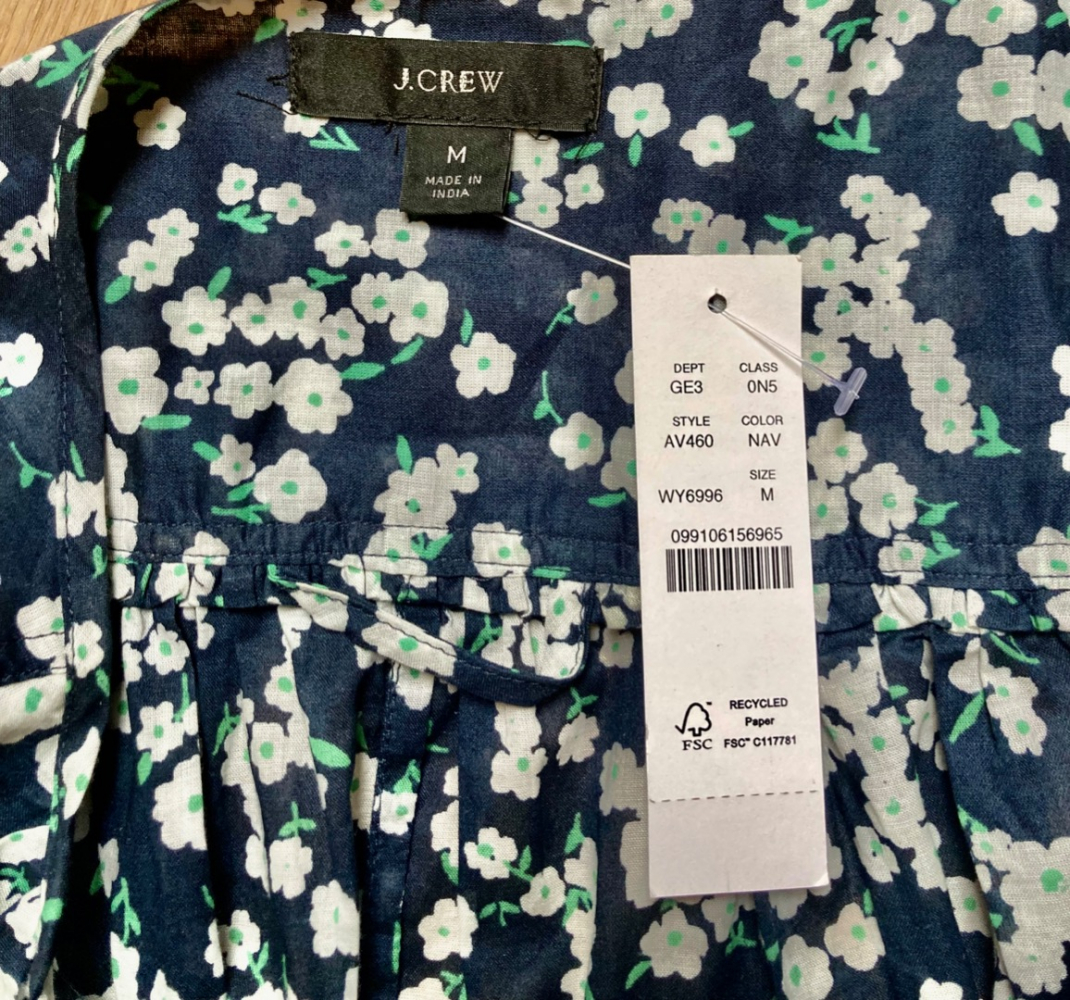 J.CREW
M
MADE IN
INDIA
DEPT CLASS
GE3 0N5
STYLE COLOR
AV460 NAV
SIZE
WY6996 M
099106156965
RECYCLED
Paper
FSC FSC™ C117781